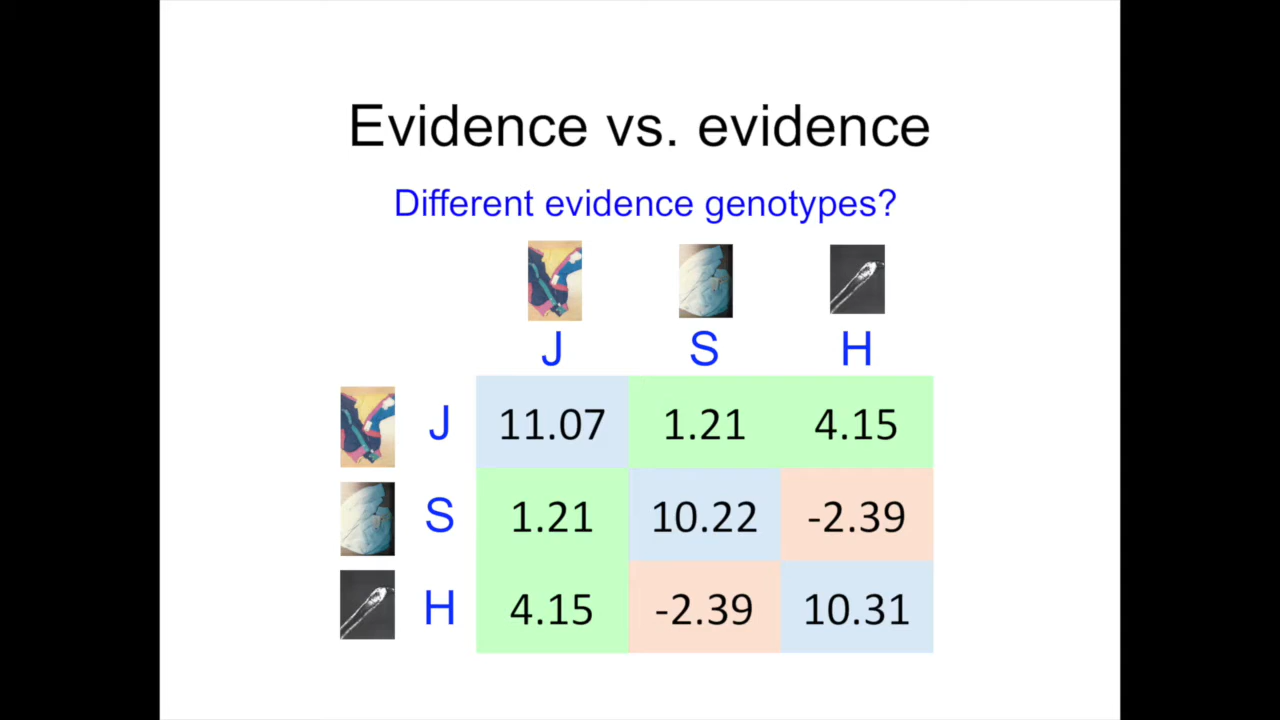 Evidence vs. evidence
Different evidence genotypes?
J S H
J 11.07 1.21 4.15
S 1.21 10.22 -2.39
H 4.15 -2.39 10.31